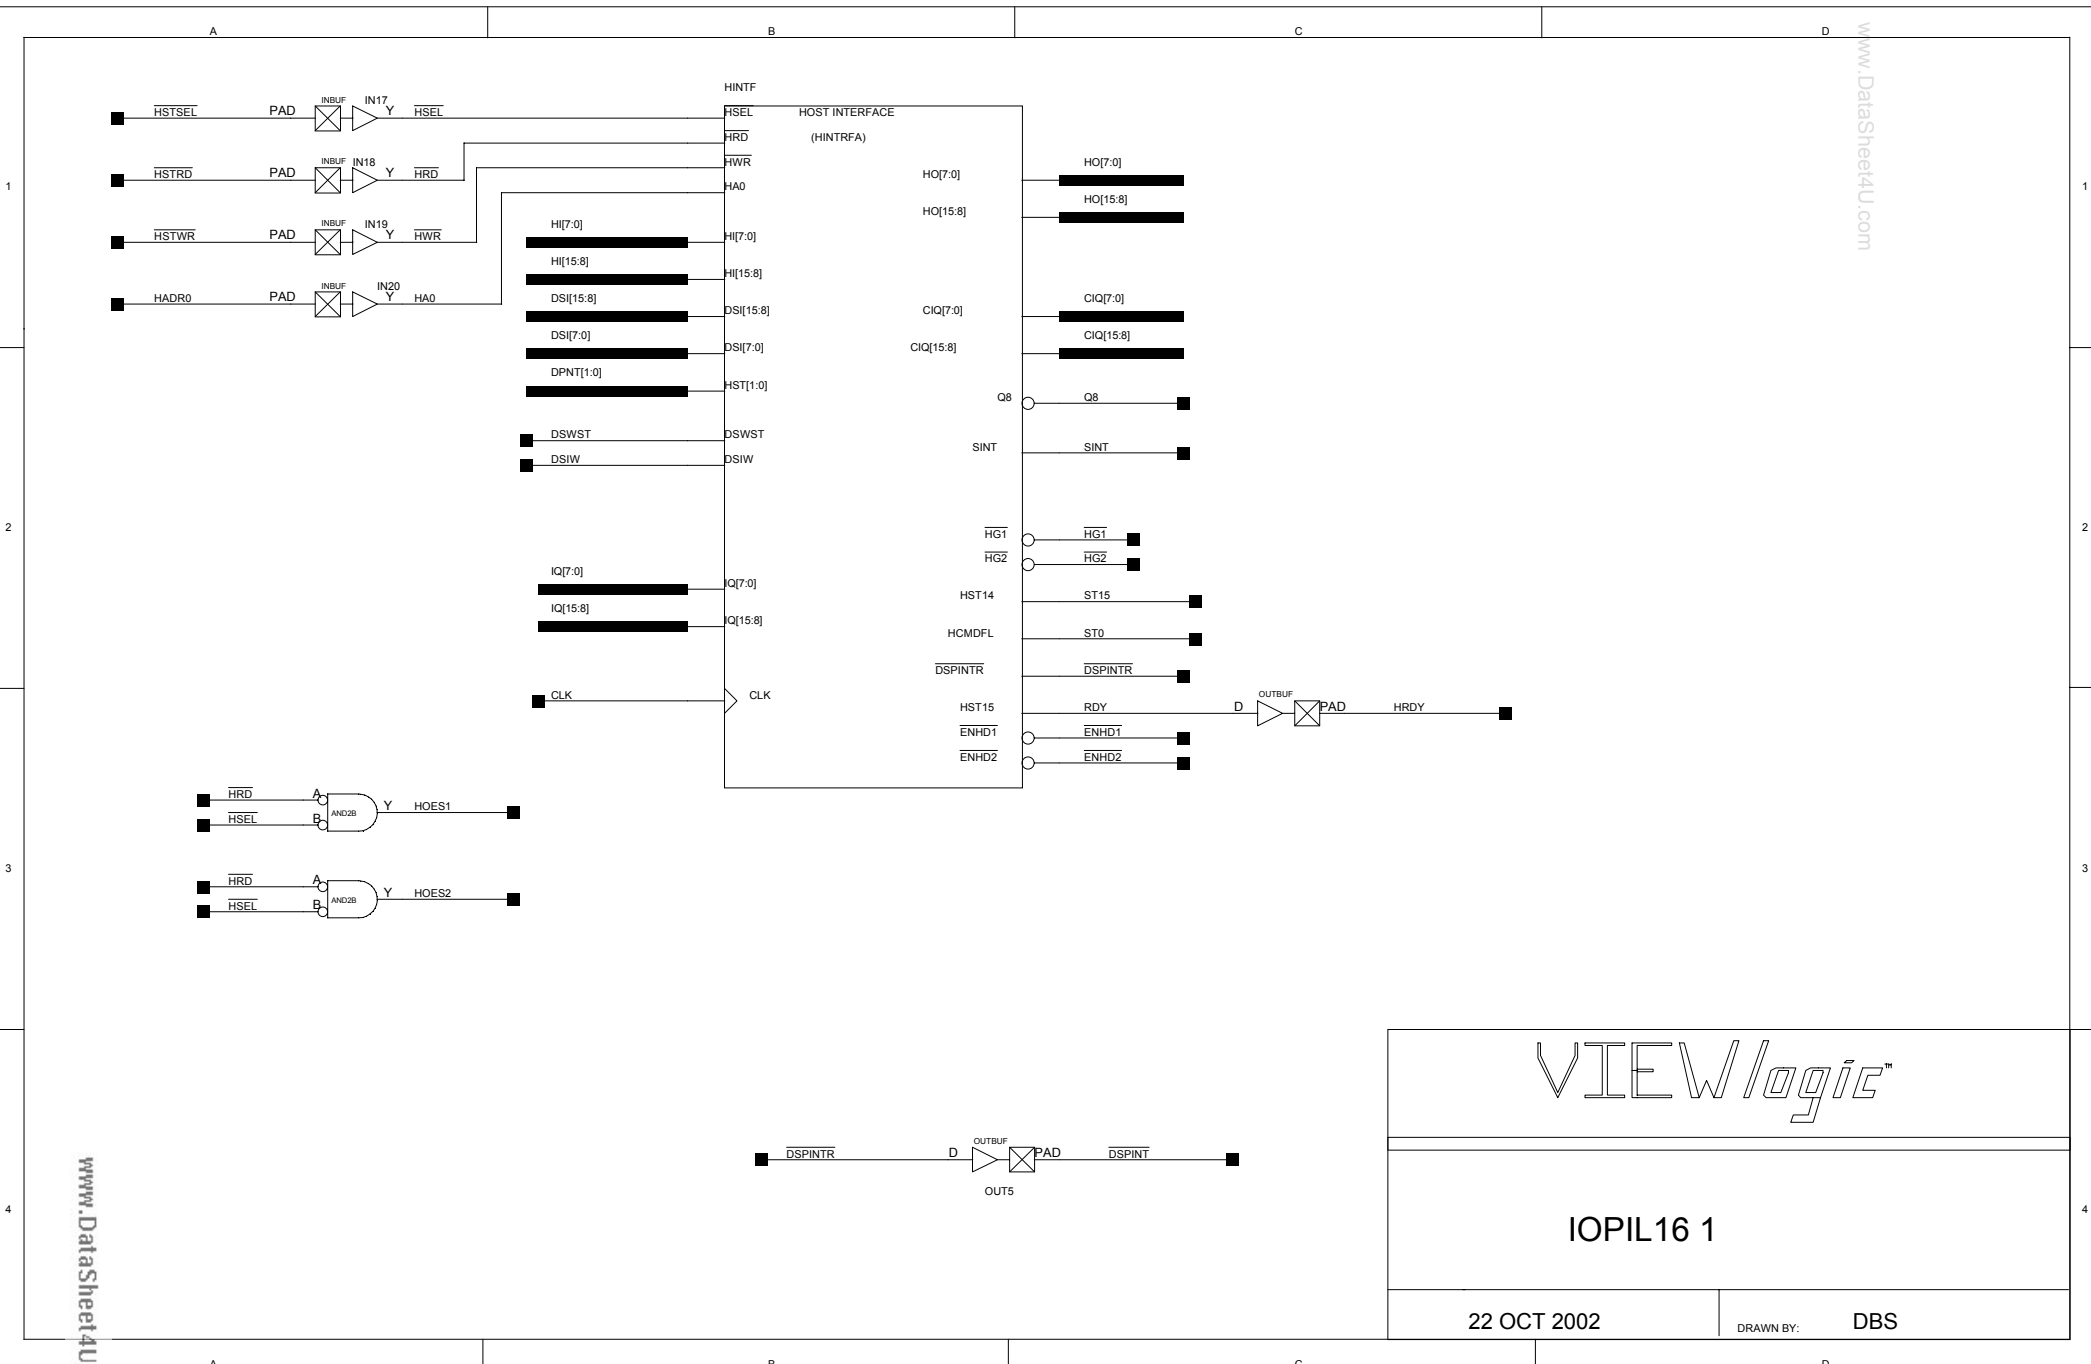 A B C D
www.DataSheet4U.com
HINTF
HSTSEL PAD INBUF IN17 Y HSEL
HSEL HOST INTERFACE
HRD (HINTRFA)
HSTRD PAD INBUF IN18 Y HRD
HWR
HA0
HO[7:0] HO[7:0]
1 1
HO[15:8] HO[15:8]
HSTWR PAD INBUF IN19 Y HWR
HI[7:0] HI[7:0]
HI[15:8] HI[15:8]
HADR0 PAD INBUF IN20 Y HA0
DSI[15:8] DSI[15:8]
CIQ[7:0] CIQ[7:0]
DSI[7:0] DSI[7:0]
CIQ[15:8] CIQ[15:8]
DPNT[1:0] HST[1:0]
Q8 Q8
DSWST DSWST
SINT SINT
DSIW DSIW
2 2
HG1 HG1
HG2 HG2
IQ[7:0] IQ[7:0]
HST14 ST15
IQ[15:8] IQ[15:8]
HCMDFL ST0
DSPINTR DSPINTR
CLK CLK
HST15 RDY D OUTBUF PAD HRDY
ENHD1 ENHD1
ENHD2 ENHD2
HRD A
AND2B Y HOES1
HSEL B
3 3
HRD A
AND2B Y HOES2
HSEL B
VIEWlogic™
DSPINTR D OUTBUF PAD DSPINT
OUT5
4 4
IOPIL16 1
www.DataSheet4U
22 OCT 2002 DRAWN BY: DBS
A B C D